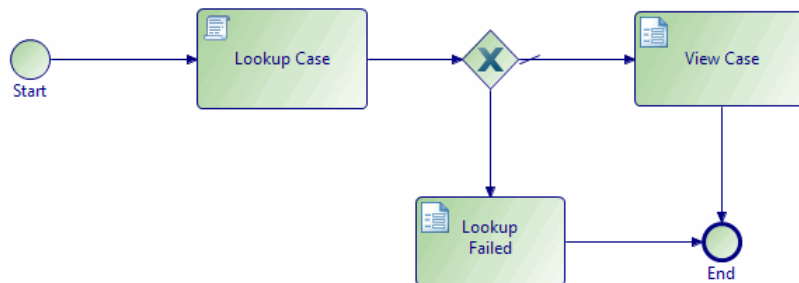 Lookup Case
View Case
Start
Lookup
Failed
End